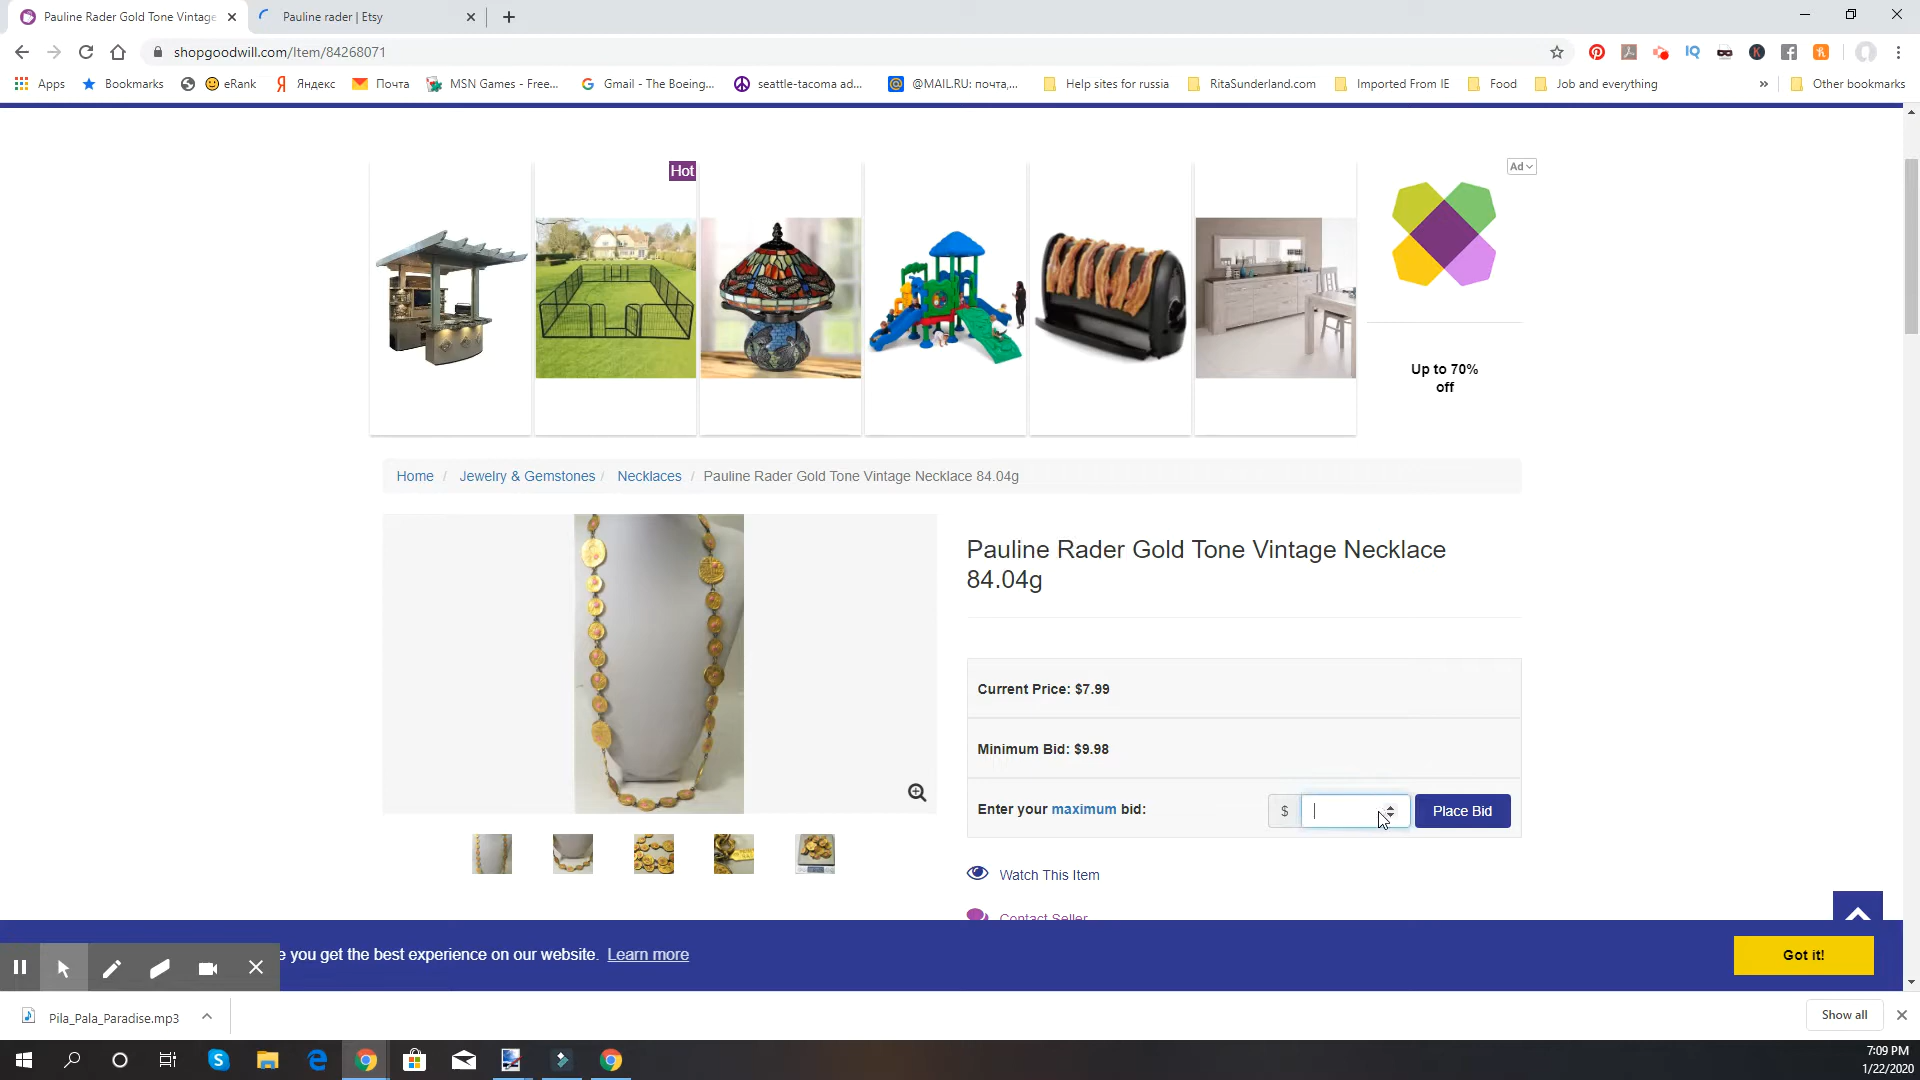 Pauline Rader Gold Tone Vintage
Pauline rader | Etsy
shopgoodwill.com/Item/84268071
Apps Bookmarks eRank Яндекс Почта MSN Games - Free... Gmail - The Boeing... seattle-tacoma ad... @MAIL.RU: почта,... Help sites for russia RitaSunderland.com Imported From IE Food Job and everything » Other bookmarks
Hot
Ad
Up to 70%
off
Home / Jewelry & Gemstones / Necklaces / Pauline Rader Gold Tone Vintage Necklace 84.04g
Pauline Rader Gold Tone Vintage Necklace
84.04g
Current Price: $7.99
Minimum Bid: $9.98
Enter your maximum bid:
$
Place Bid
Watch This Item
Contact Seller
e you get the best experience on our website. Learn more
Got it!
Pila_Pala_Paradise.mp3
Show all
7:09 PM
1/22/2020